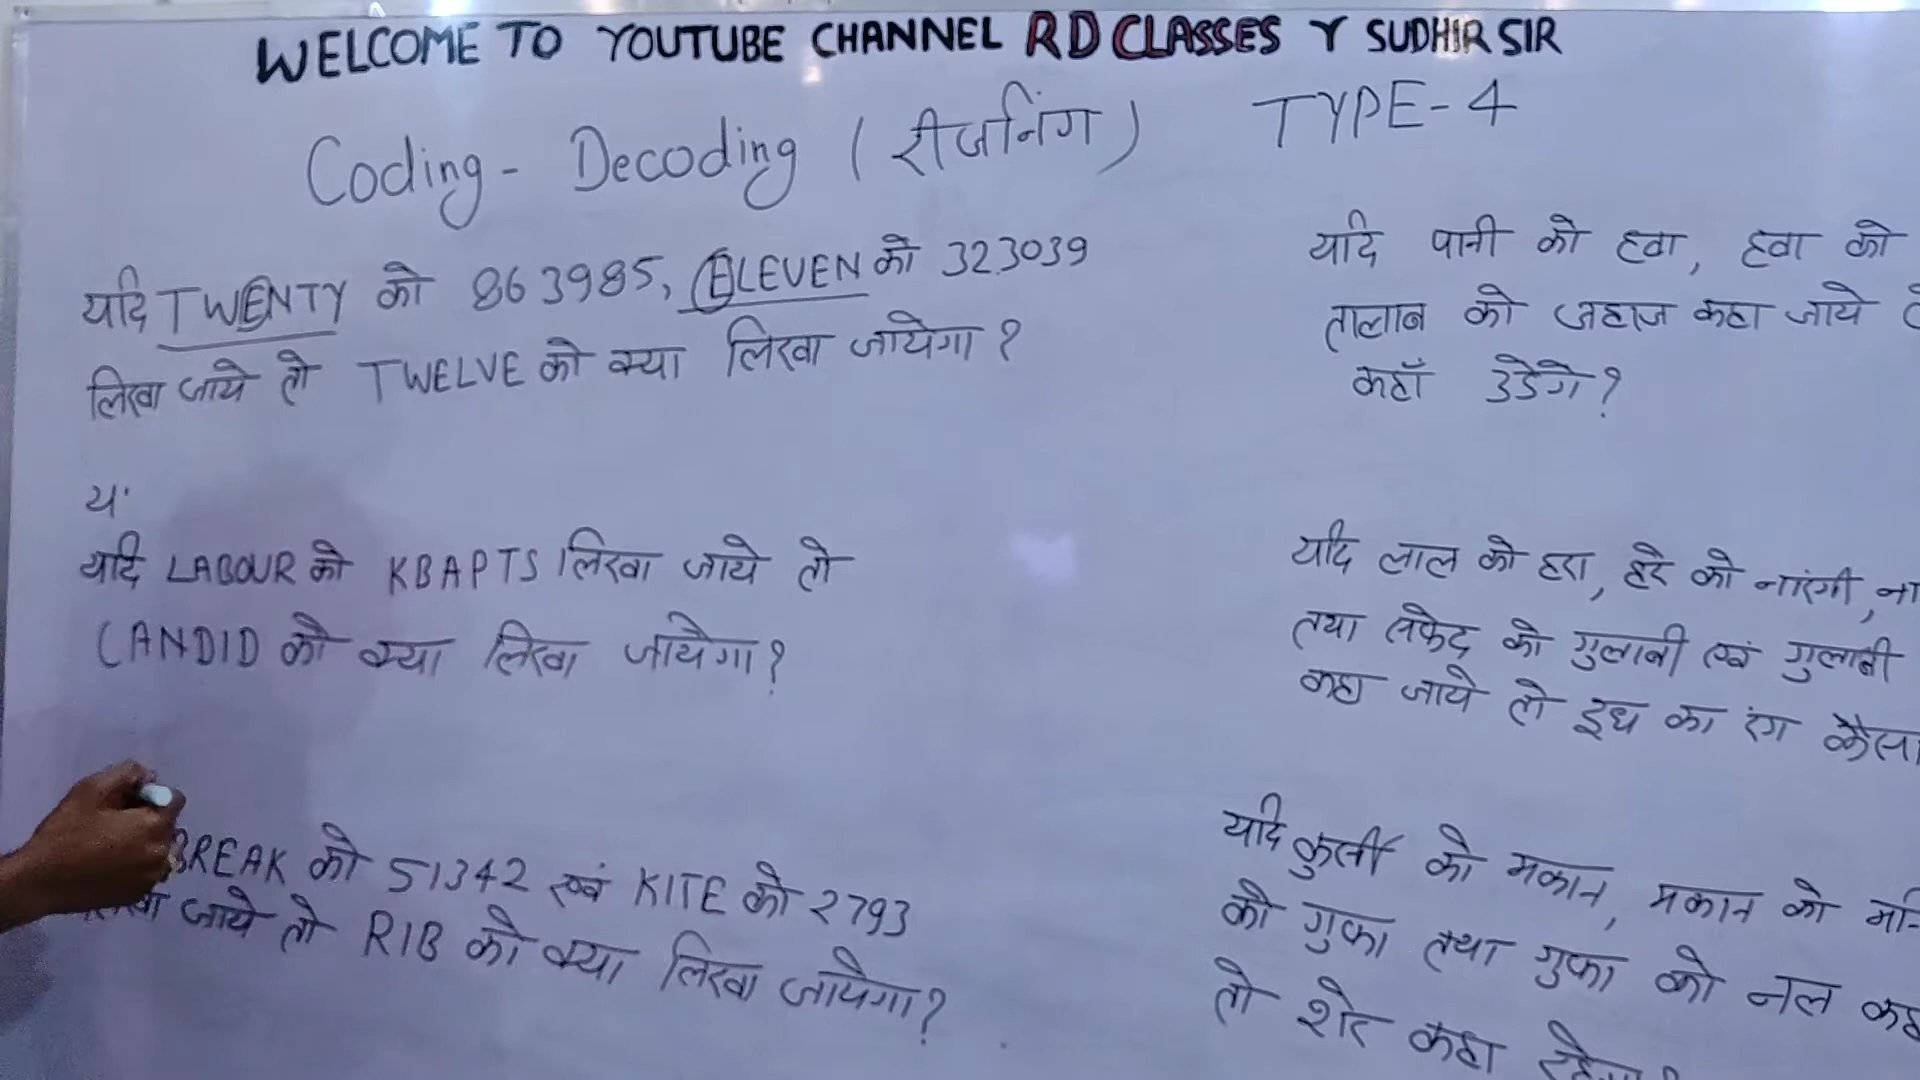 WELCOME TO YOUTUBE CHANNEL RD CLASSES Y SUDHIR SIR
Coding - Decoding ( रीजनिंग ) TYPE-4
यदि TWENTY को 863985, ELEVEN को 323039
लिखा जाये तो TWELVE को क्या लिखा जायेगा ?
य
यदि LABOUR को KBAPTS लिखा जाये तो
CANDID को क्या लिखा जायेगा ?
BREAK को 51342 एवं KITE को 2793
जाये तो RIB को क्या लिखा जायेगा ?
यदि पानी को हवा, हवा को
तालाब को जहाज कहा जाये
कहाँ उडेगे ?
यदि लाल को हरा, हरे को नारंगी, ना
तथा सफेद को गुलाबी एवं गुलाबी
कहा जाये तो दूध का रंग कैसा
यदि कुर्सी को मकान, मकान को
को गुफा तथा गुफा को नल कहा
तो शेर कहा